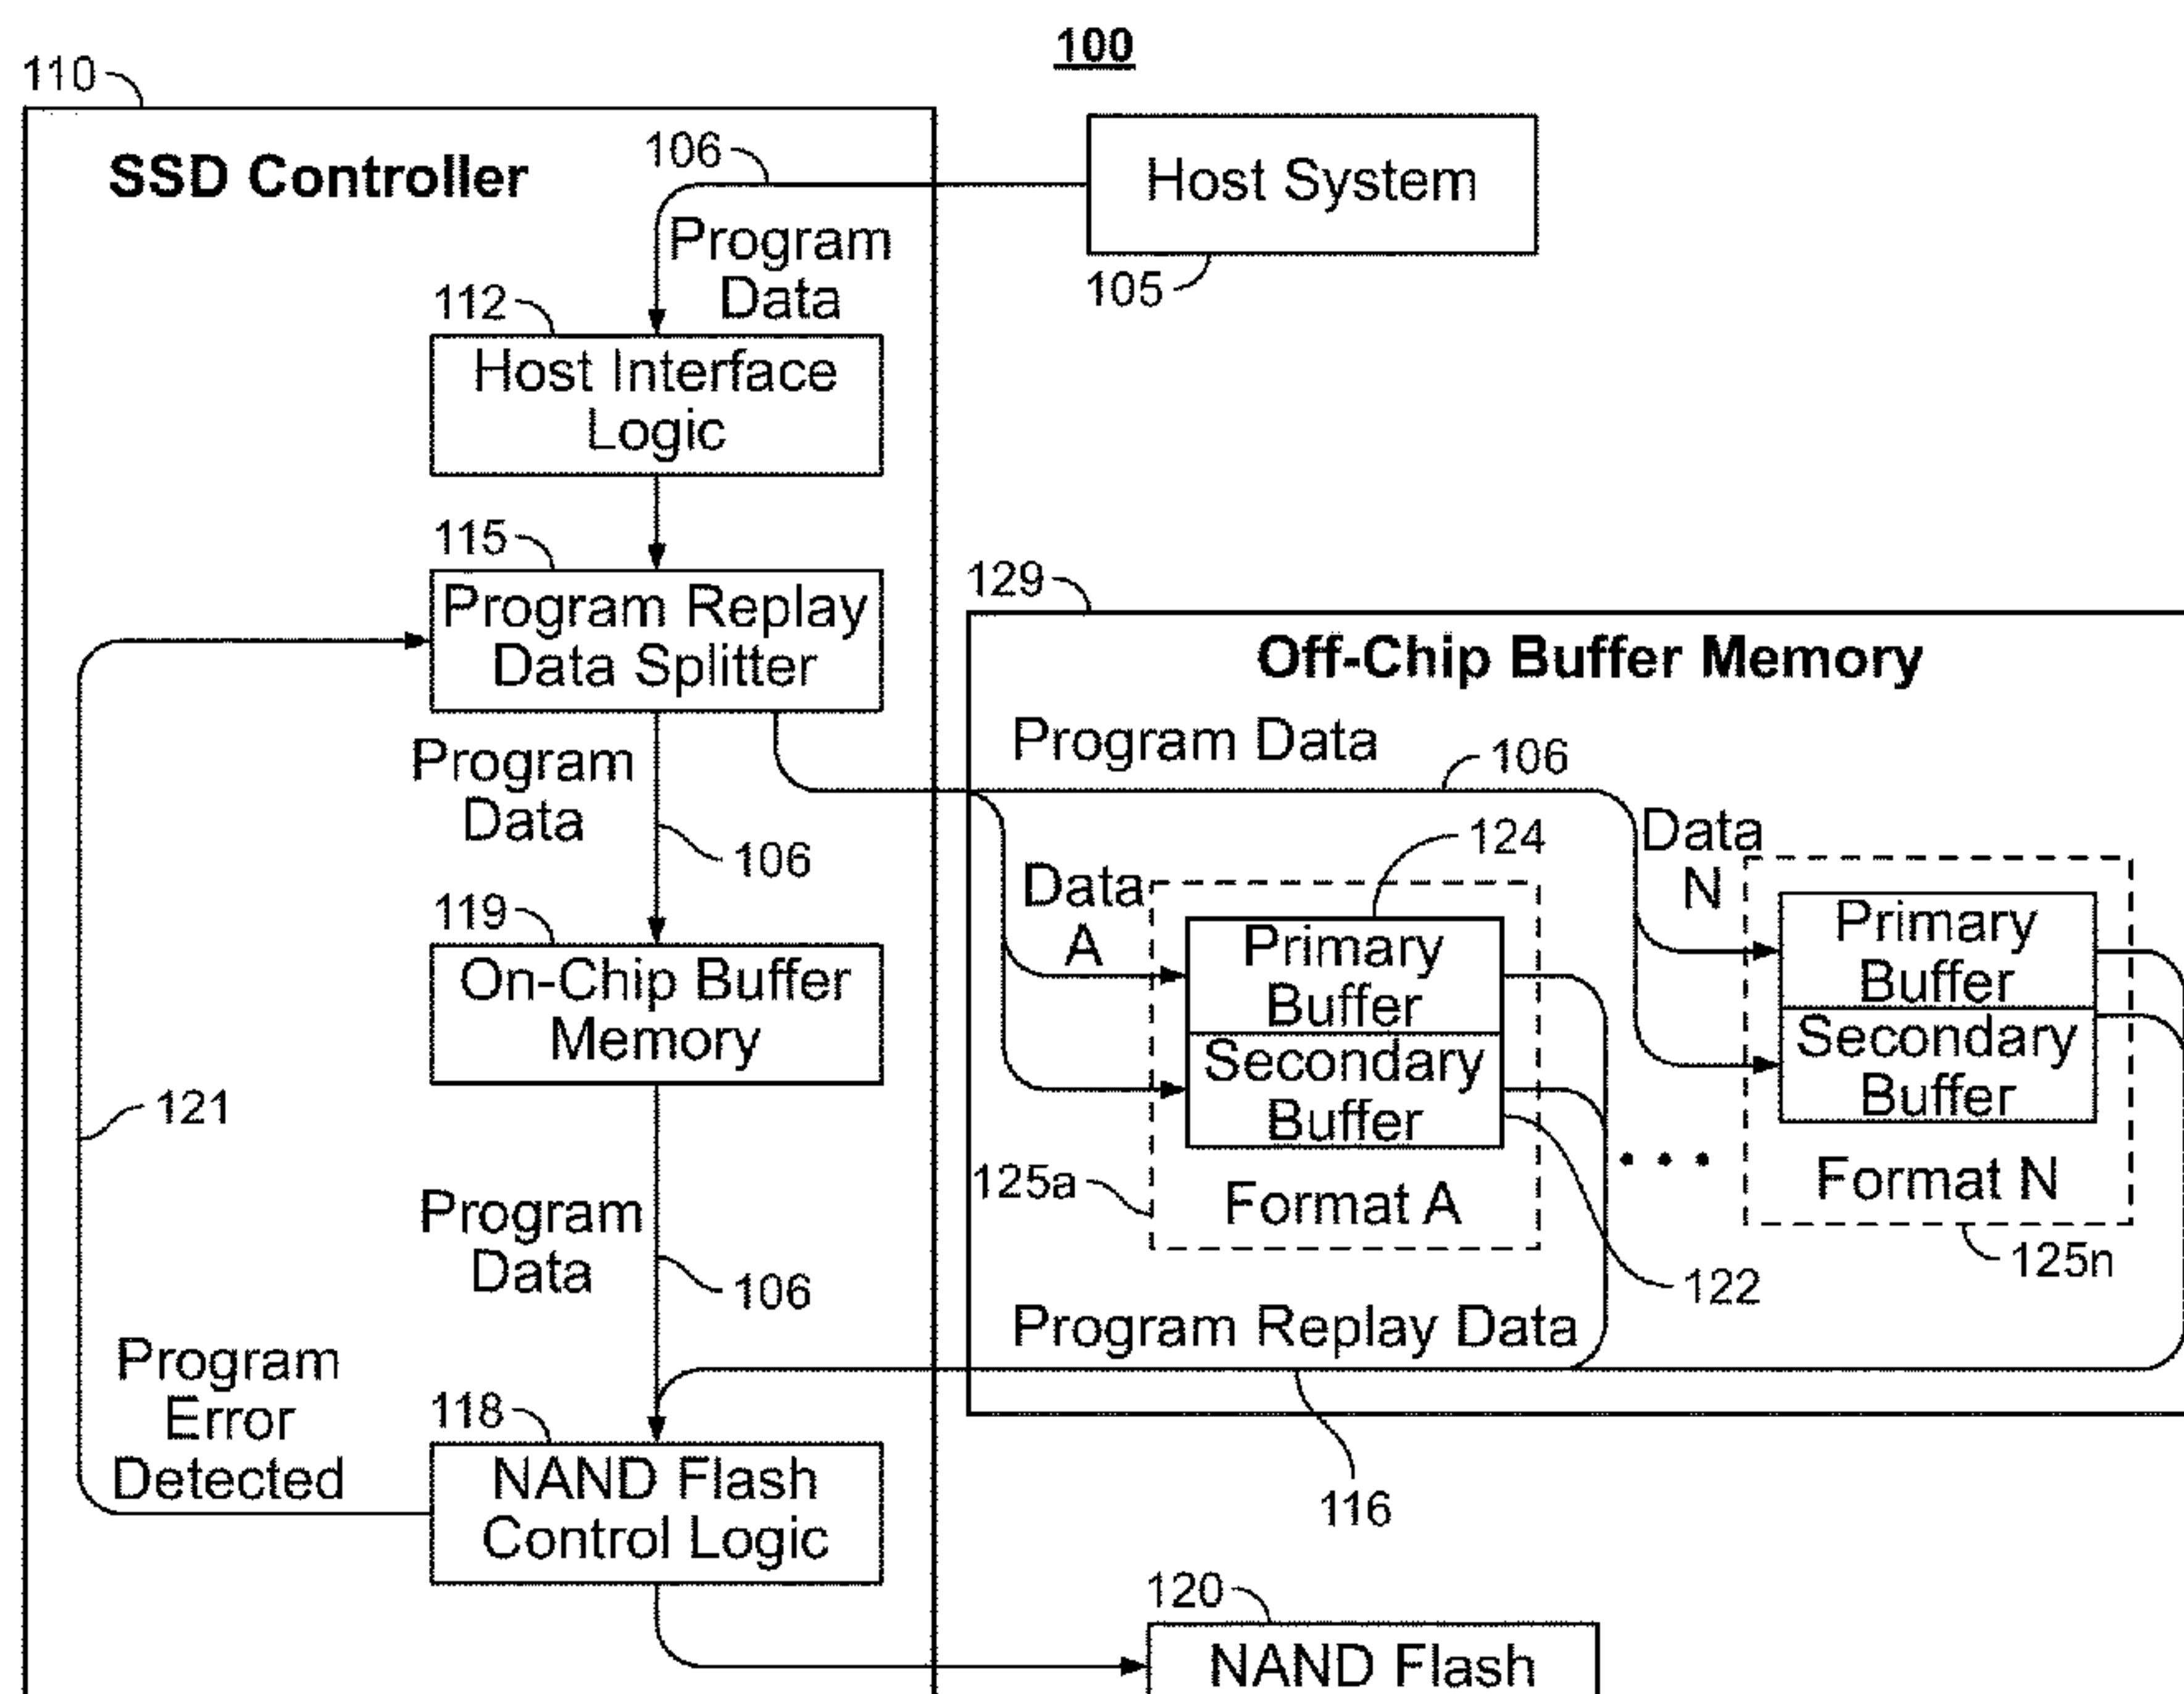 100
110
SSD Controller
106
Host System
105
Program
Data
112
Host Interface
Logic
115
Program Replay
Data Splitter
129
Off-Chip Buffer Memory
Program Data
106
Program
Data
106
Data
A
124
Data
N
Primary
Buffer
Secondary
Buffer
Format A
125a
122
Primary
Buffer
Secondary
Buffer
Format N
125n
119
On-Chip Buffer
Memory
121
Program
Data
106
Program Replay Data
116
Program
Error
Detected
118
NAND Flash
Control Logic
120
NAND Flash